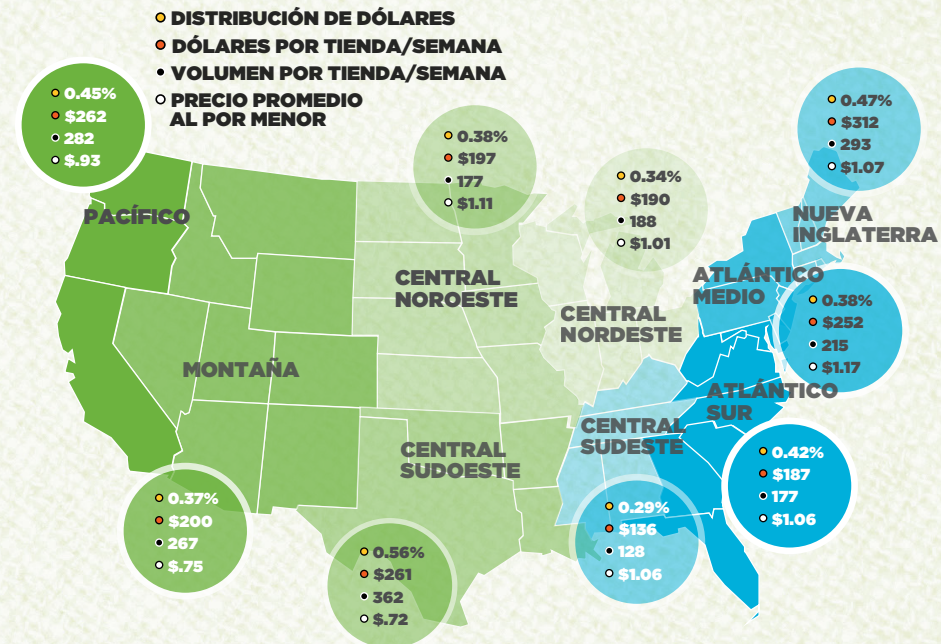 DISTRIBUCIÓN DE DÓLARES
DÓLARES POR TIENDA/SEMANA
VOLUMEN POR TIENDA/SEMANA
PRECIO PROMEDIO
AL POR MENOR
0.45%
$262
282
$.93
PACÍFICO
0.38%
$197
177
$1.11
CENTRAL
NOROESTE
0.34%
$190
188
$1.01
CENTRAL
NORDESTE
0.47%
$312
293
$1.07
NUEVA
INGLATERRA
ATLÁNTICO
MEDIO
0.38%
$252
215
$1.17
MONTAÑA
0.37%
$200
267
$.75
CENTRAL
SUDOESTE
0.56%
$261
362
$.72
CENTRAL
SUDESTE
0.29%
$136
128
$1.06
ATLÁNTICO
SUR
0.42%
$187
177
$1.06